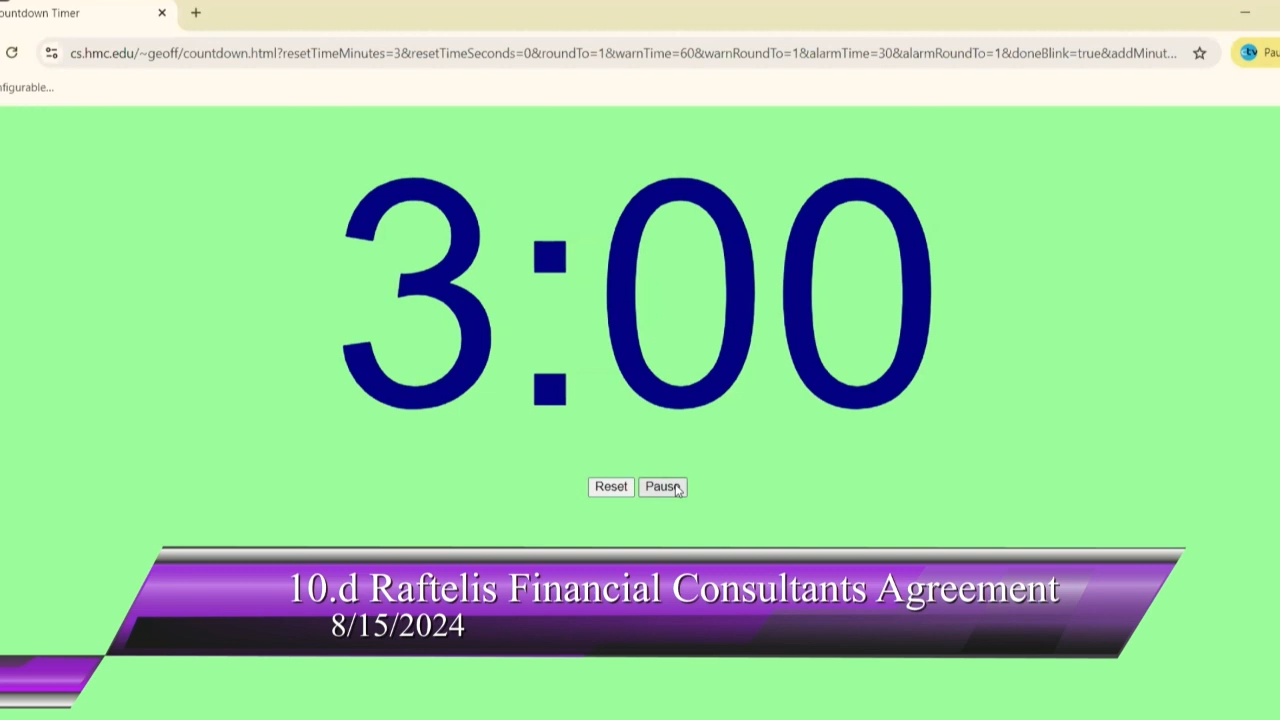 ountdown Timer
cs.hmc.edu/~geoff/countdown.html?resetTimeMinutes=3&resetTimeSeconds=0&roundTo=1&warnTime=60&warnRoundTo=1&alarmTime=30&alarmRoundTo=1&doneBlink=true&addMinut...
Pau
nfigurable...
3:00
Reset Pause
10.d Raftelis Financial Consultants Agreement
8/15/2024